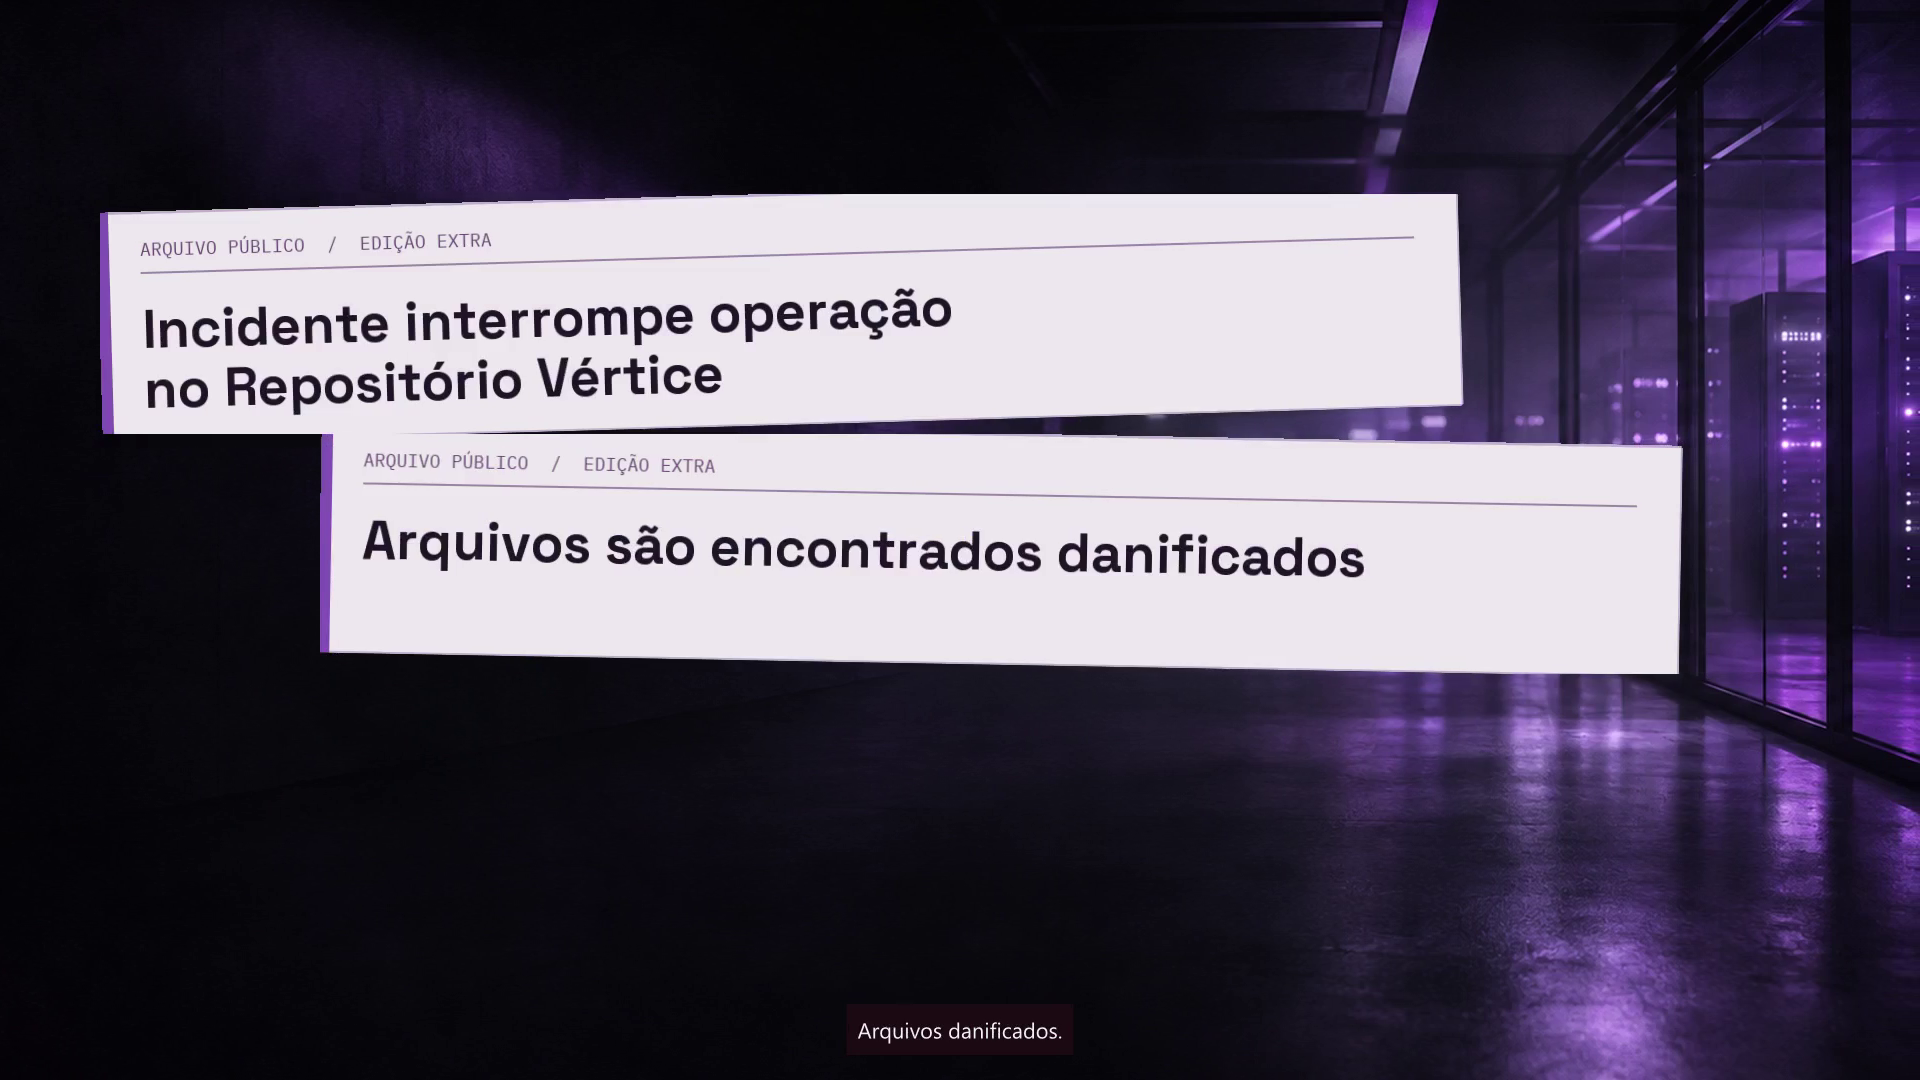 ARQUIVO PÚBLICO / EDIÇÃO EXTRA
Incidente interrompe operação
no Repositório Vértice
ARQUIVO PÚBLICO / EDIÇÃO EXTRA
Arquivos são encontrados danificados
Arquivos danificados.